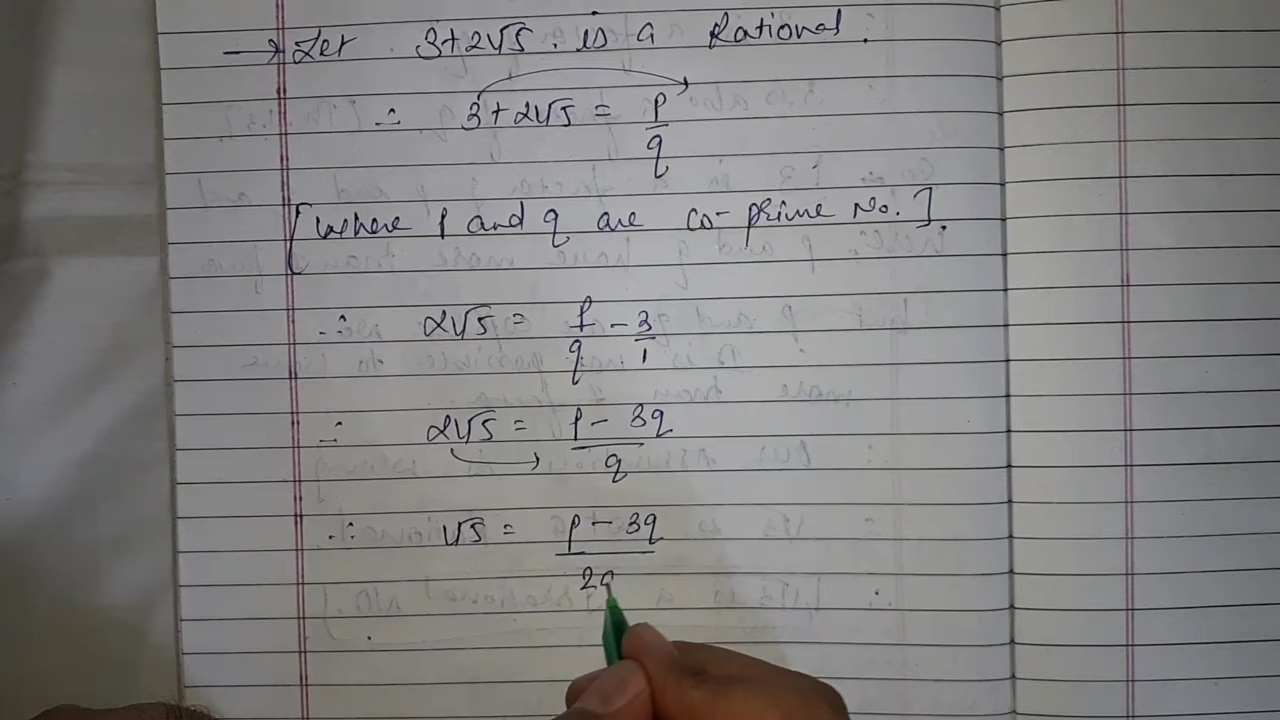 → Let 3+2√5 is a Rational.
∴ 3+2√5 = p/q
[where p and q are co-prime No.].
∴ 2√5 = p/q − 3/1
∴ 2√5 = p − 3q/q
∴ √5 = p − 3q/2q